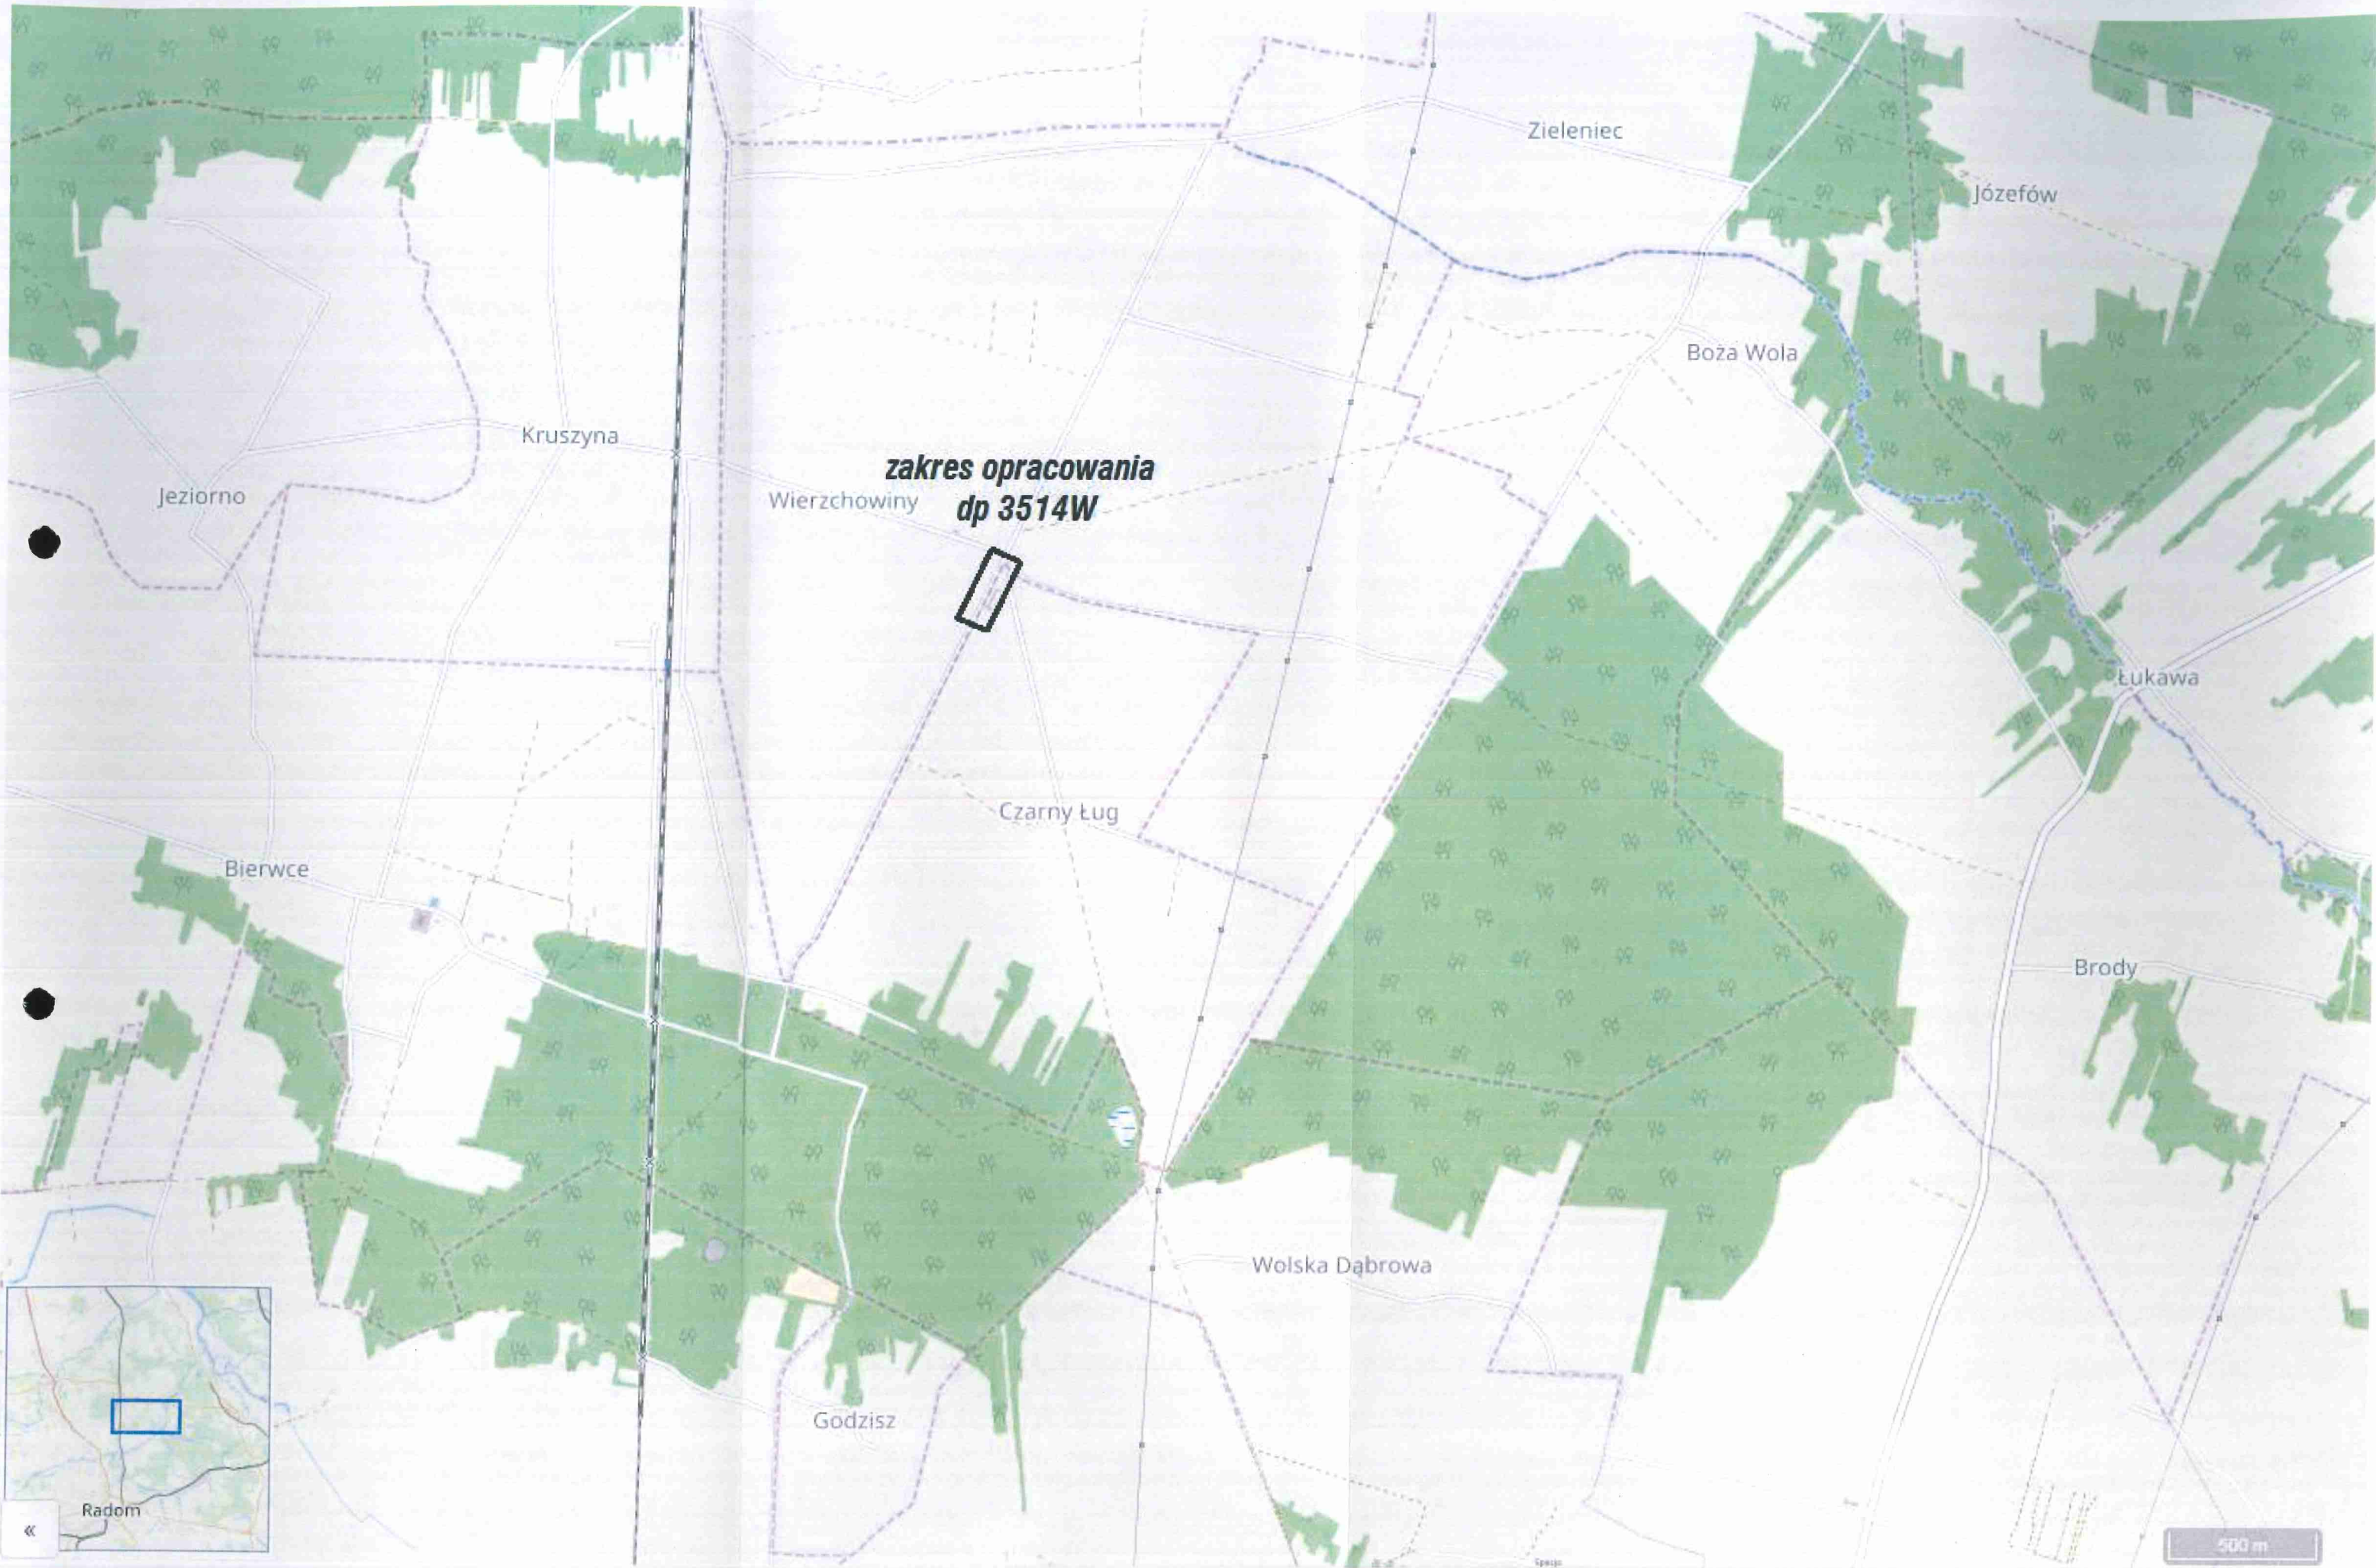 Zieleniec
Józefów
Boża Wola
Kruszyna
zakres opracowania
dp 3514W
Jeziorno
Wierzchowiny
Łukawa
Czarny Ług
Bierwce
Brody
Wolska Dąbrowa
Godzisz
Radom
«
500 m